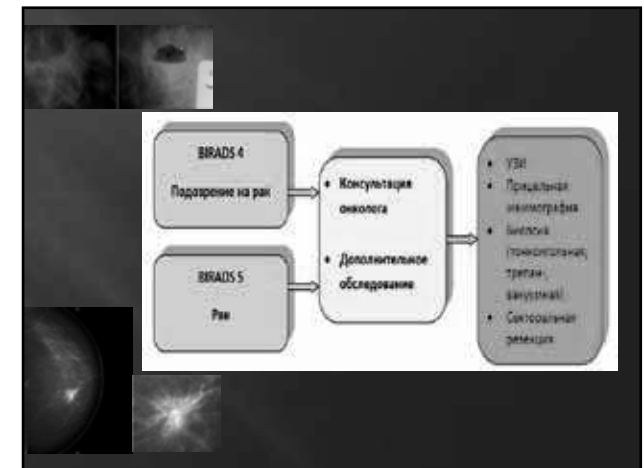 BIRADS 4
Подозрение на рак
BIRADS 5
Рак
• Консультация
онколога
• Дополнительное
обследование
• УЗИ
• Прицельная
маммография
• Биопсия
(тонкоигольная,
трепан-,
вакуумная)
• Секторальная
резекция